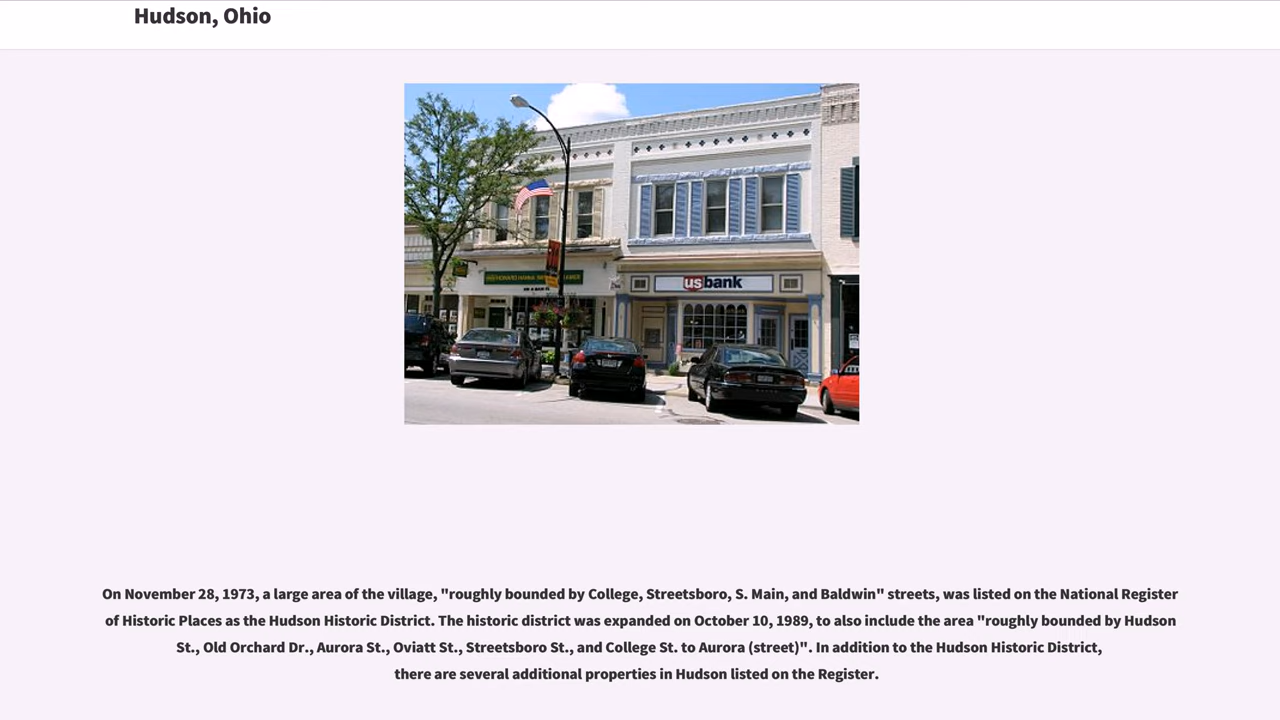 Hudson, Ohio
usbank
On November 28, 1973, a large area of the village, "roughly bounded by College, Streetsboro, S. Main, and Baldwin" streets, was listed on the National Register
of Historic Places as the Hudson Historic District. The historic district was expanded on October 10, 1989, to also include the area "roughly bounded by Hudson
St., Old Orchard Dr., Aurora St., Oviatt St., Streetsboro St., and College St. to Aurora (street)". In addition to the Hudson Historic District,
there are several additional properties in Hudson listed on the Register.